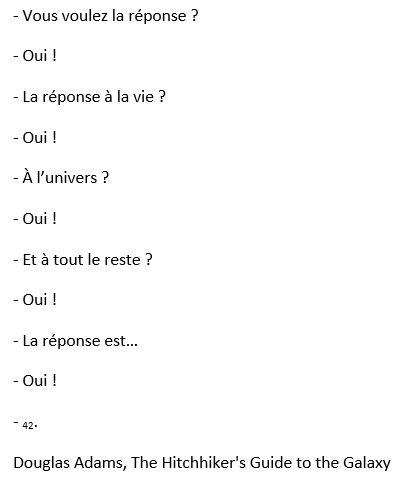 - Vous voulez la réponse ?
- Oui !
- La réponse à la vie ?
- Oui !
- À l’univers ?
- Oui !
- Et à tout le reste ?
- Oui !
- La réponse est…
- Oui !
- 42.
Douglas Adams, The Hitchhiker's Guide to the Galaxy